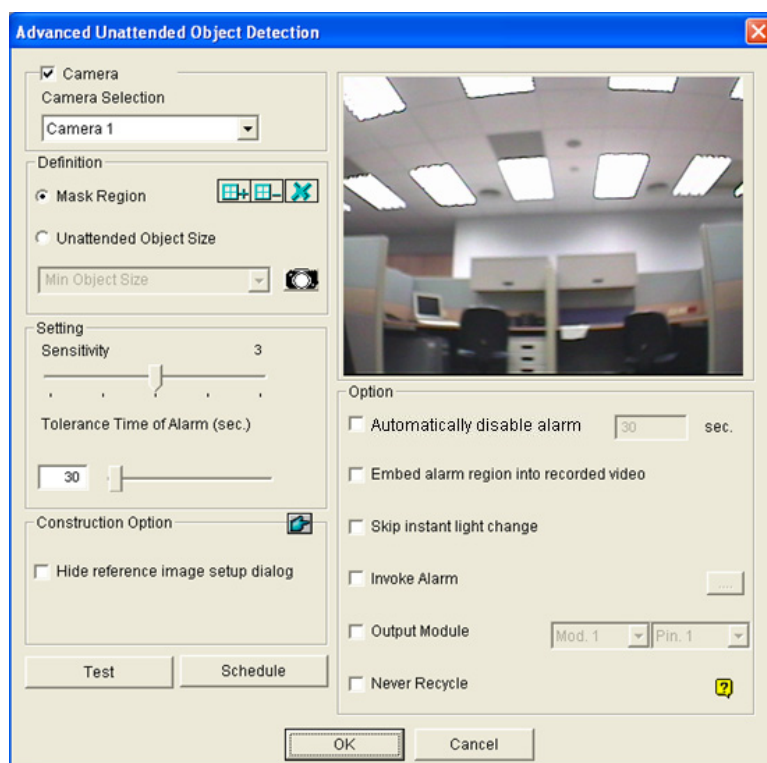 Advanced Unattended Object Detection
Camera
Camera Selection
Camera 1
Definition
Mask Region
Unattended Object Size
Min Object Size
Setting
Sensitivity 3
Tolerance Time of Alarm (sec.)
30
Construction Option
Hide reference image setup dialog
Test Schedule
Option
Automatically disable alarm 30 sec.
Embed alarm region into recorded video
Skip instant light change
Invoke Alarm ....
Output Module Mod. 1 Pin. 1
Never Recycle ?
OK Cancel